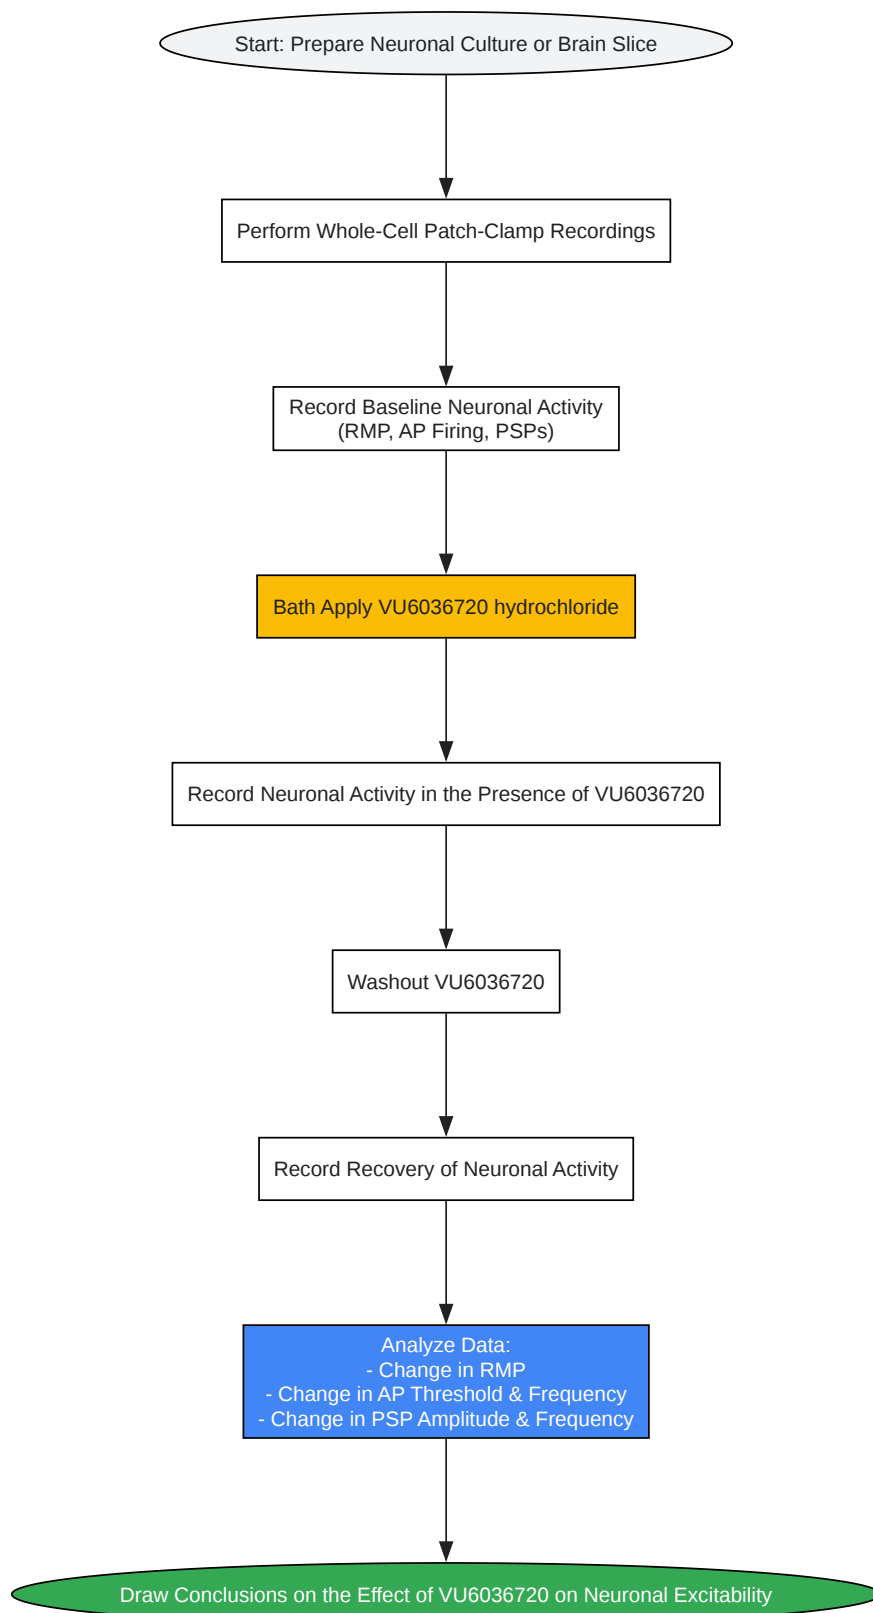 Start: Prepare Neuronal Culture or Brain Slice
Perform Whole-Cell Patch-Clamp Recordings
Record Baseline Neuronal Activity
(RMP, AP Firing, PSPs)
Bath Apply VU6036720 hydrochloride
Record Neuronal Activity in the Presence of VU6036720
Washout VU6036720
Record Recovery of Neuronal Activity
Analyze Data:
- Change in RMP
- Change in AP Threshold & Frequency
- Change in PSP Amplitude & Frequency
Draw Conclusions on the Effect of VU6036720 on Neuronal Excitability